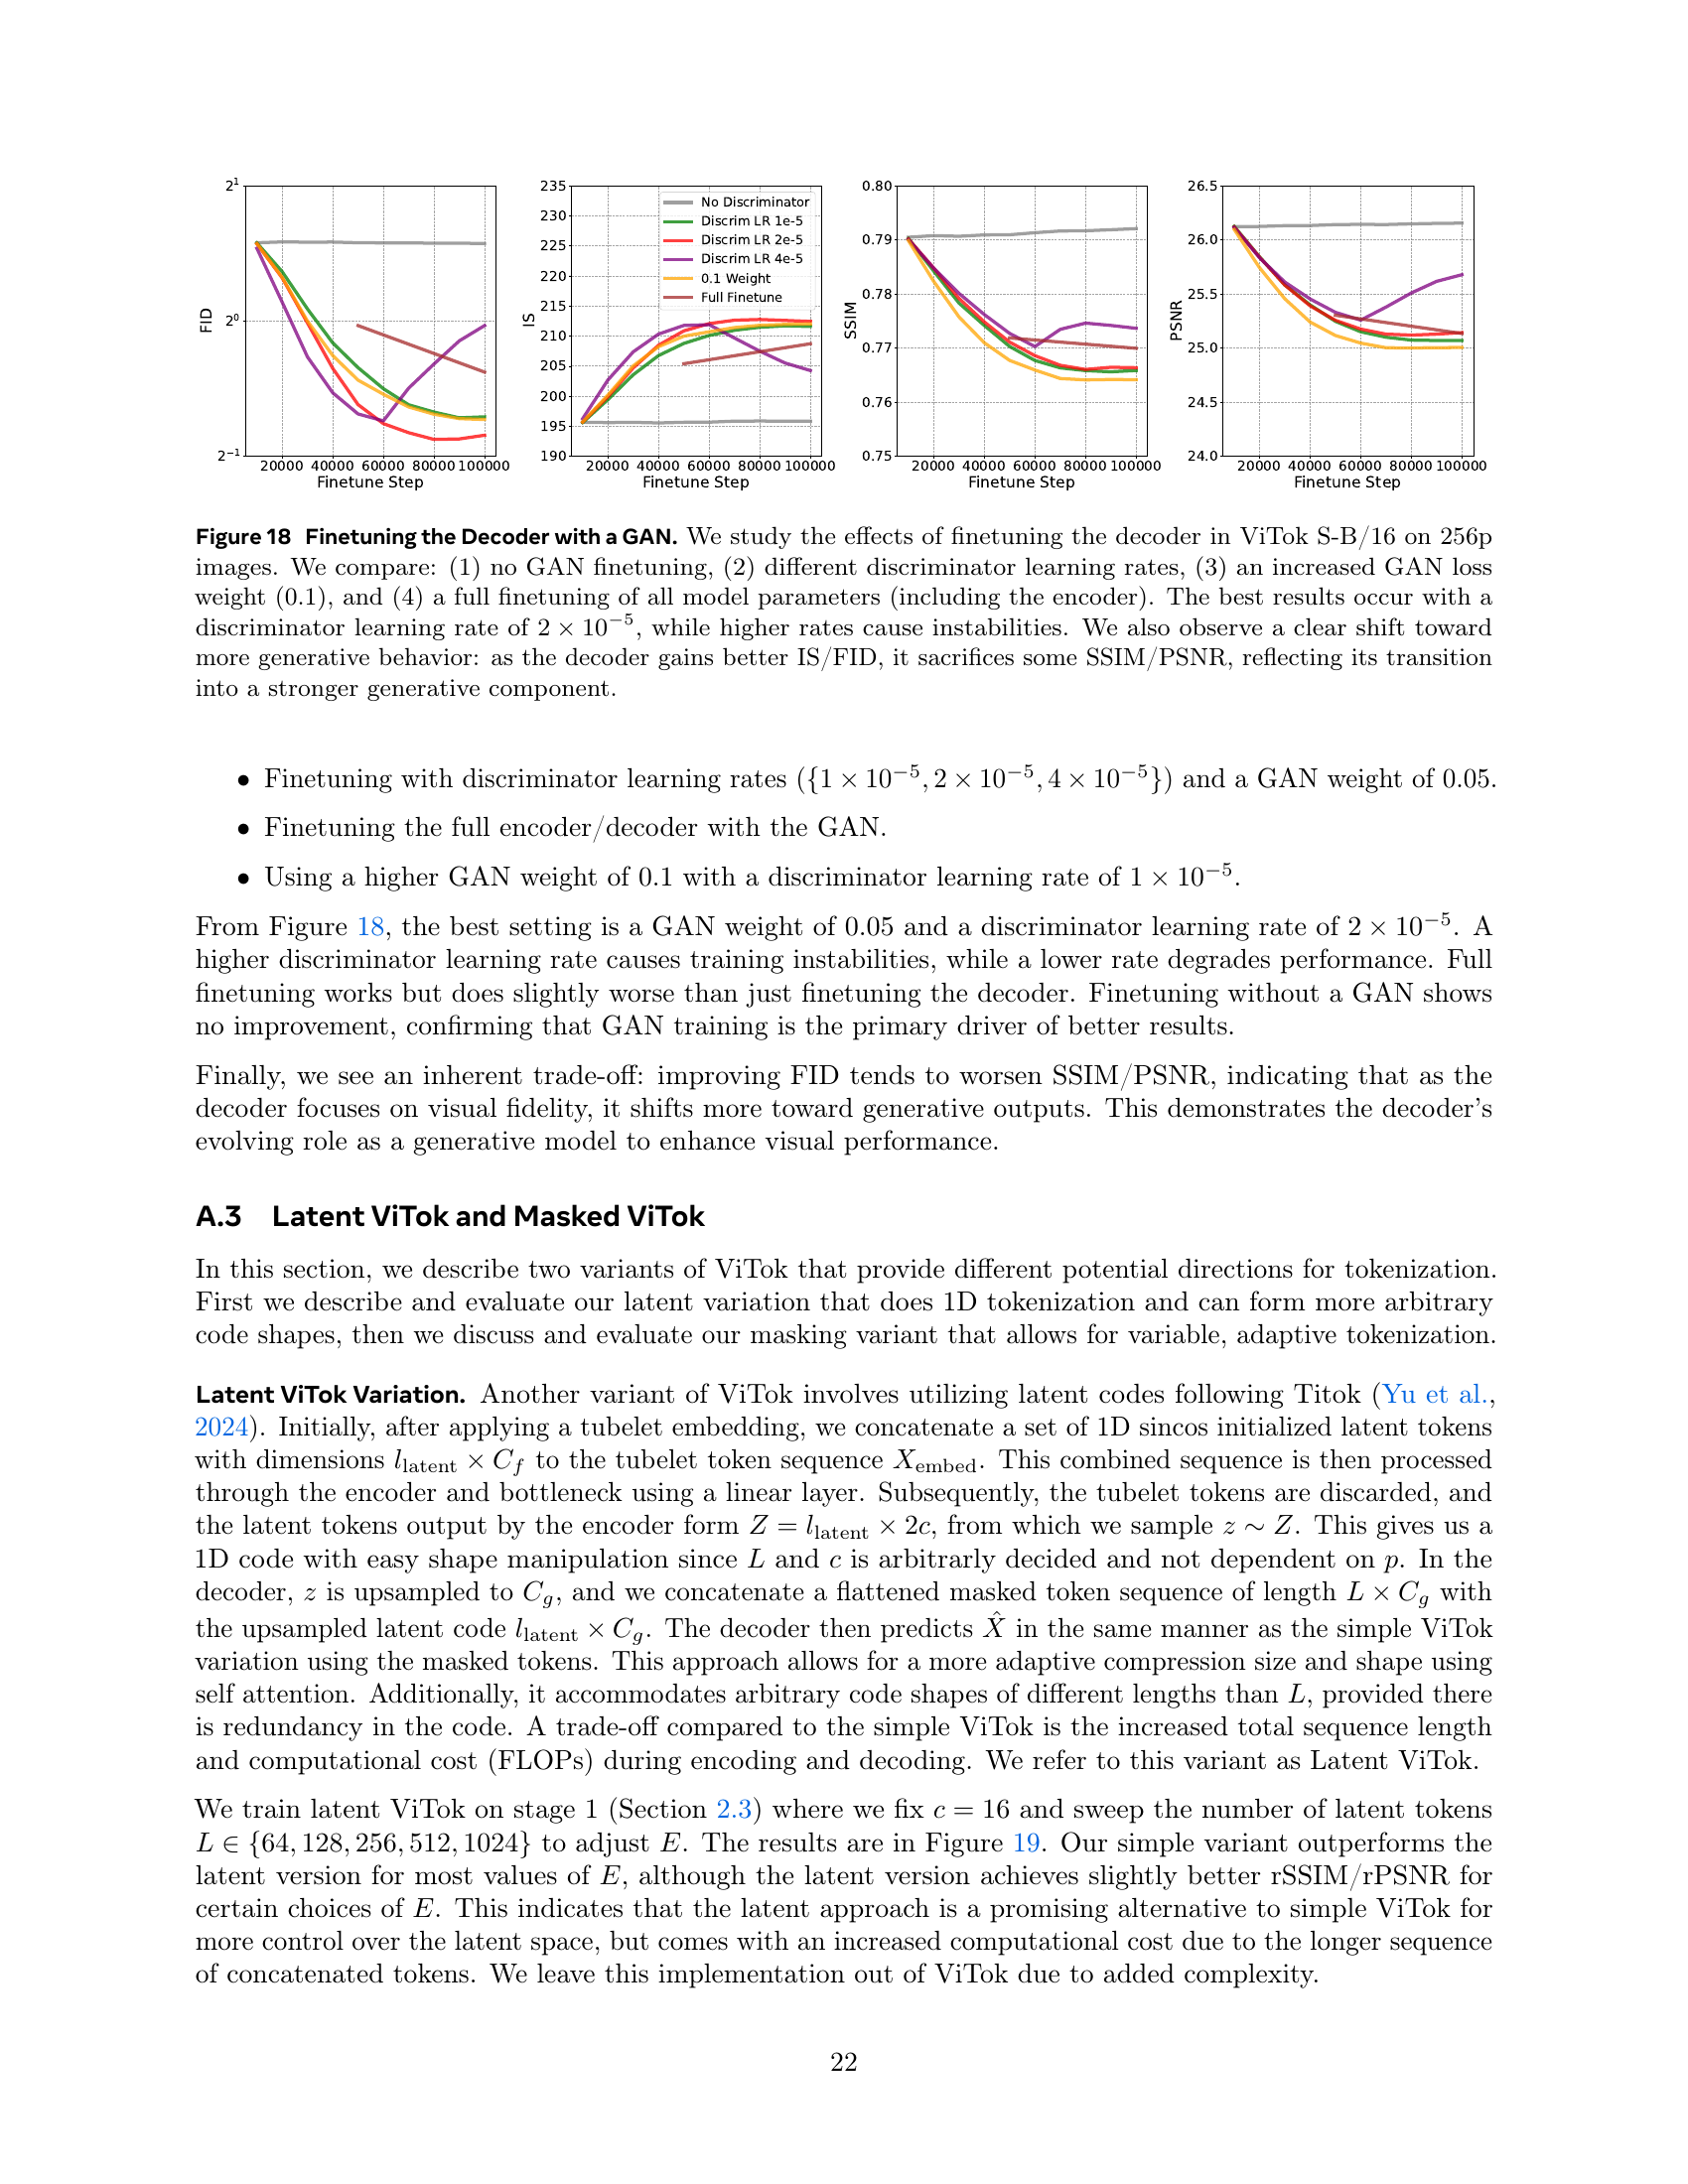 2^1
2^0
2^−1
FID
20000 40000 60000 80000 100000
Finetune Step
235
230
225
220
215
210
205
200
195
190
IS
No Discriminator
Discrim LR 1e-5
Discrim LR 2e-5
Discrim LR 4e-5
0.1 Weight
Full Finetune
20000 40000 60000 80000 100000
Finetune Step
0.80
0.79
0.78
0.77
0.76
0.75
SSIM
20000 40000 60000 80000 100000
Finetune Step
26.5
26.0
25.5
25.0
24.5
24.0
PSNR
20000 40000 60000 80000 100000
Finetune Step
Figure 18 Finetuning the Decoder with a GAN. We study the effects of finetuning the decoder in ViTok S-B/16 on 256p
images. We compare: (1) no GAN finetuning, (2) different discriminator learning rates, (3) an increased GAN loss
weight (0.1), and (4) a full finetuning of all model parameters (including the encoder). The best results occur with a
discriminator learning rate of 2 × 10^−5, while higher rates cause instabilities. We also observe a clear shift toward
more generative behavior: as the decoder gains better IS/FID, it sacrifices some SSIM/PSNR, reflecting its transition
into a stronger generative component.
• Finetuning with discriminator learning rates ({1 × 10^−5, 2 × 10^−5, 4 × 10^−5}) and a GAN weight of 0.05.
• Finetuning the full encoder/decoder with the GAN.
• Using a higher GAN weight of 0.1 with a discriminator learning rate of 1 × 10^−5.
From Figure 18, the best setting is a GAN weight of 0.05 and a discriminator learning rate of 2 × 10^−5. A
higher discriminator learning rate causes training instabilities, while a lower rate degrades performance. Full
finetuning works but does slightly worse than just finetuning the decoder. Finetuning without a GAN shows
no improvement, confirming that GAN training is the primary driver of better results.
Finally, we see an inherent trade-off: improving FID tends to worsen SSIM/PSNR, indicating that as the
decoder focuses on visual fidelity, it shifts more toward generative outputs. This demonstrates the decoder's
evolving role as a generative model to enhance visual performance.
A.3 Latent ViTok and Masked ViTok
In this section, we describe two variants of ViTok that provide different potential directions for tokenization.
First we describe and evaluate our latent variation that does 1D tokenization and can form more arbitrary
code shapes, then we discuss and evaluate our masking variant that allows for variable, adaptive tokenization.
Latent ViTok Variation. Another variant of ViTok involves utilizing latent codes following Titok (Yu et al.,
2024). Initially, after applying a tubelet embedding, we concatenate a set of 1D sincos initialized latent tokens
with dimensions l_latent × C_f to the tubelet token sequence X_embed. This combined sequence is then processed
through the encoder and bottleneck using a linear layer. Subsequently, the tubelet tokens are discarded, and
the latent tokens output by the encoder form Z = l_latent × 2c, from which we sample z ∼ Z. This gives us a
1D code with easy shape manipulation since L and c is arbitrarly decided and not dependent on p. In the
decoder, z is upsampled to C_g, and we concatenate a flattened masked token sequence of length L × C_g with
the upsampled latent code l_latent × C_g. The decoder then predicts X̂ in the same manner as the simple ViTok
variation using the masked tokens. This approach allows for a more adaptive compression size and shape using
self attention. Additionally, it accommodates arbitrary code shapes of different lengths than L, provided there
is redundancy in the code. A trade-off compared to the simple ViTok is the increased total sequence length
and computational cost (FLOPs) during encoding and decoding. We refer to this variant as Latent ViTok.
We train latent ViTok on stage 1 (Section 2.3) where we fix c = 16 and sweep the number of latent tokens
L ∈ {64, 128, 256, 512, 1024} to adjust E. The results are in Figure 19. Our simple variant outperforms the
latent version for most values of E, although the latent version achieves slightly better rSSIM/rPSNR for
certain choices of E. This indicates that the latent approach is a promising alternative to simple ViTok for
more control over the latent space, but comes with an increased computational cost due to the longer sequence
of concatenated tokens. We leave this implementation out of ViTok due to added complexity.
22